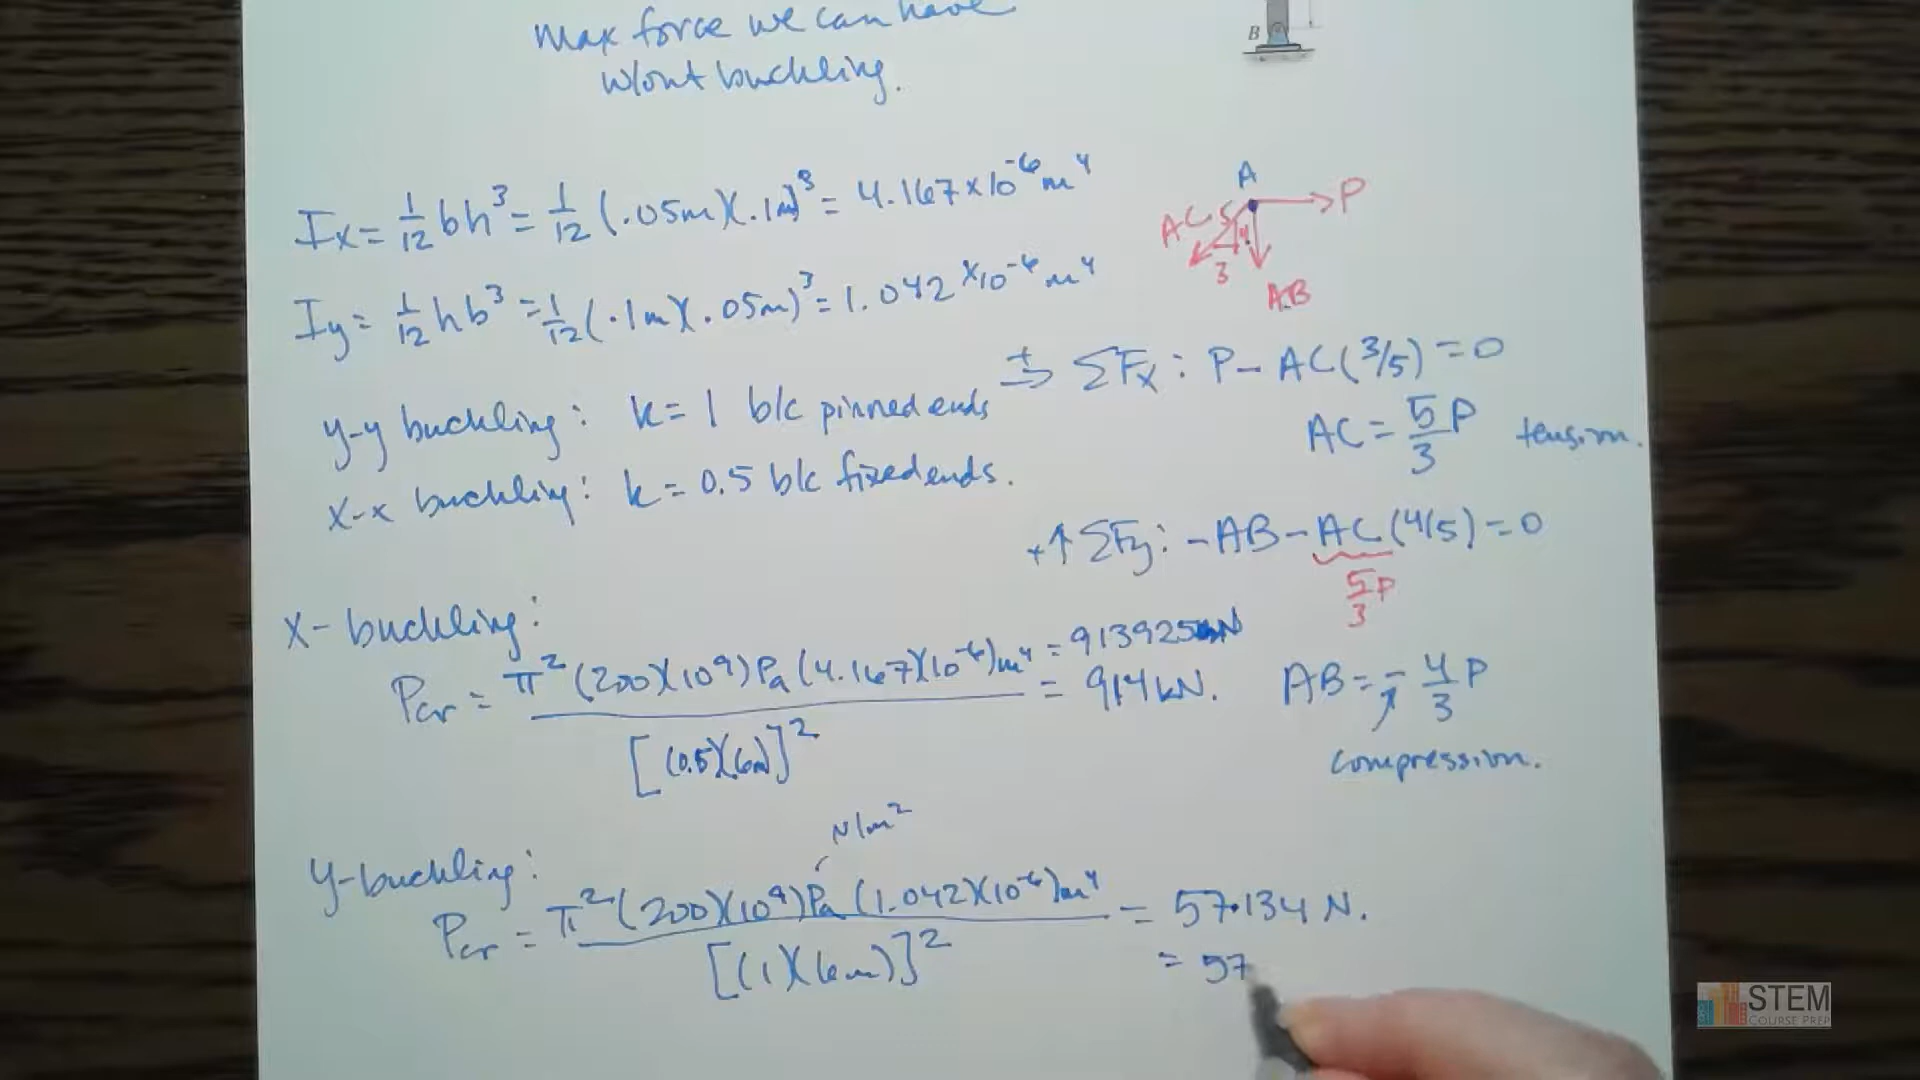 Max force we can have
w/out buckling.
B
Ix = 1/12 bh³ = 1/12 (.05m)(.1m)³ = 4.167 x10⁻⁶ m⁴
Iy = 1/12 hb³ = 1/12 (.1m)(.05m)³ = 1.042 x10⁻⁶ m⁴
y-y buckling: k = 1 b/c pinned ends
x-x buckling: k = 0.5 b/c fixed ends.
A
P
AC 5 4
3
AB
+→ ΣFx: P - AC(3/5) = 0
AC = 5/3 P tension.
+↑ ΣFy: -AB - AC(4/5) = 0
5/3 P
AB = - 4/3 P
compression.
X-buckling:
Pcr = π²(200)(10⁹)Pa(4.167)(10⁻⁶)m⁴ / [(0.5)(6m)]² = 913925 N
= 914 kN.
Y-buckling:
N/m²
Pcr = π²(200)(10⁹)Pa(1.042)(10⁻⁶)m⁴ / [(1)(6m)]² = 57134 N.
= 57
STEM
COURSE PREP